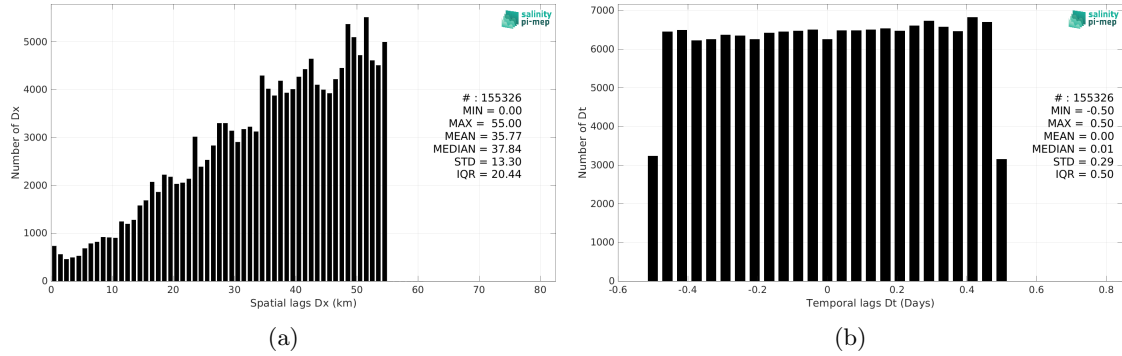 salinity
pi-mep
5000
4000
3000
2000
1000
0
Number of Dx
# : 155326
MIN = 0.00
MAX = 55.00
MEAN = 35.77
MEDIAN = 37.84
STD = 13.30
IQR = 20.44
0 10 20 30 40 50 60 70 80
Spatial lags Dx (km)
(a)
salinity
pi-mep
7000
6000
5000
4000
3000
2000
1000
0
Number of Dt
# : 155326
MIN = -0.50
MAX = 0.50
MEAN = 0.00
MEDIAN = 0.01
STD = 0.29
IQR = 0.50
-0.6 -0.4 -0.2 0 0.2 0.4 0.6 0.8
Temporal lags Dt (Days)
(b)